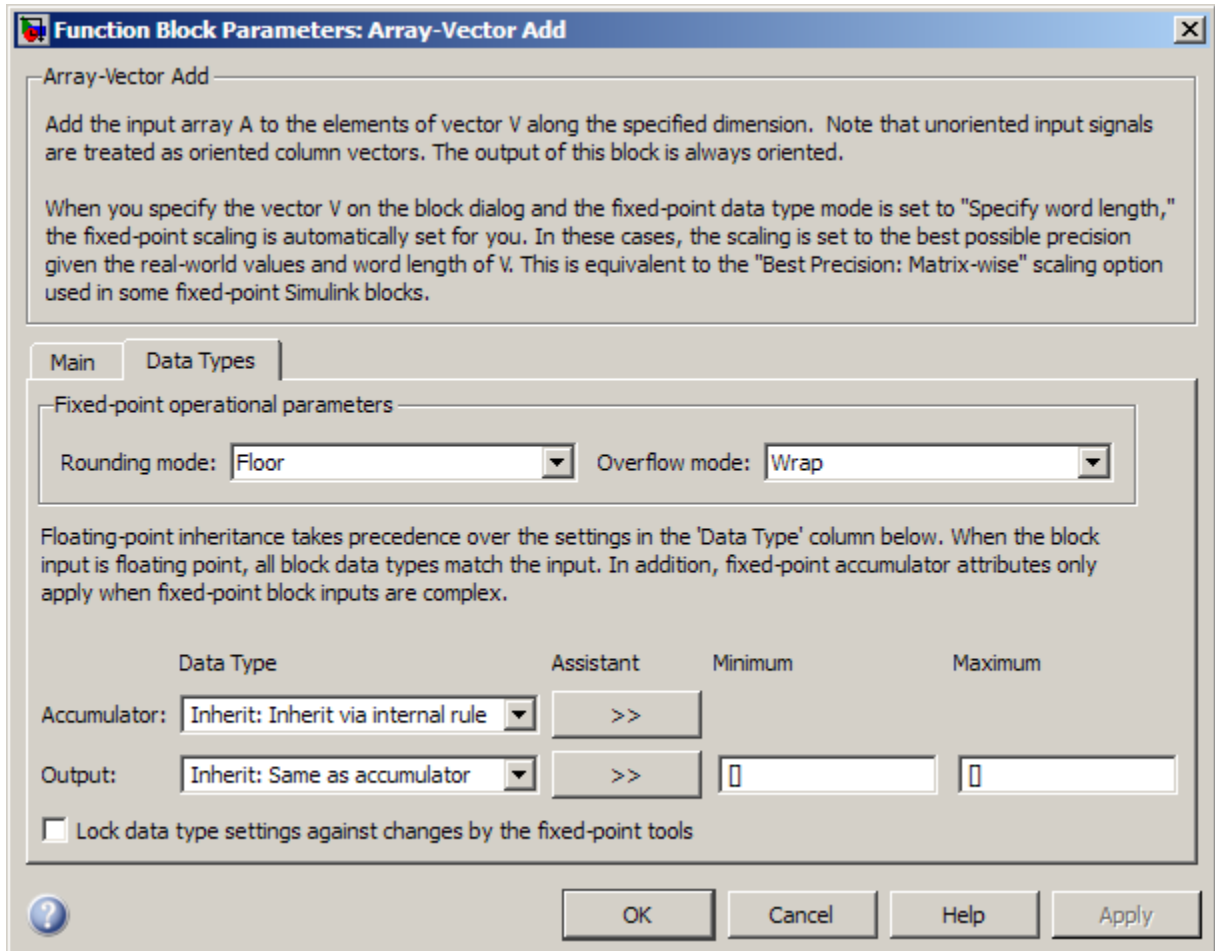 Function Block Parameters: Array-Vector Add
Array-Vector Add
Add the input array A to the elements of vector V along the specified dimension.  Note that unoriented input signals
are treated as oriented column vectors. The output of this block is always oriented.
When you specify the vector V on the block dialog and the fixed-point data type mode is set to "Specify word length,"
the fixed-point scaling is automatically set for you. In these cases, the scaling is set to the best possible precision
given the real-world values and word length of V. This is equivalent to the "Best Precision: Matrix-wise" scaling option
used in some fixed-point Simulink blocks.
Main Data Types
Fixed-point operational parameters
Rounding mode: Floor Overflow mode: Wrap
Floating-point inheritance takes precedence over the settings in the 'Data Type' column below. When the block
input is floating point, all block data types match the input. In addition, fixed-point accumulator attributes only
apply when fixed-point block inputs are complex.
Data Type Assistant Minimum Maximum
Accumulator: Inherit: Inherit via internal rule >>
Output: Inherit: Same as accumulator >> [] []
Lock data type settings against changes by the fixed-point tools
? OK Cancel Help Apply